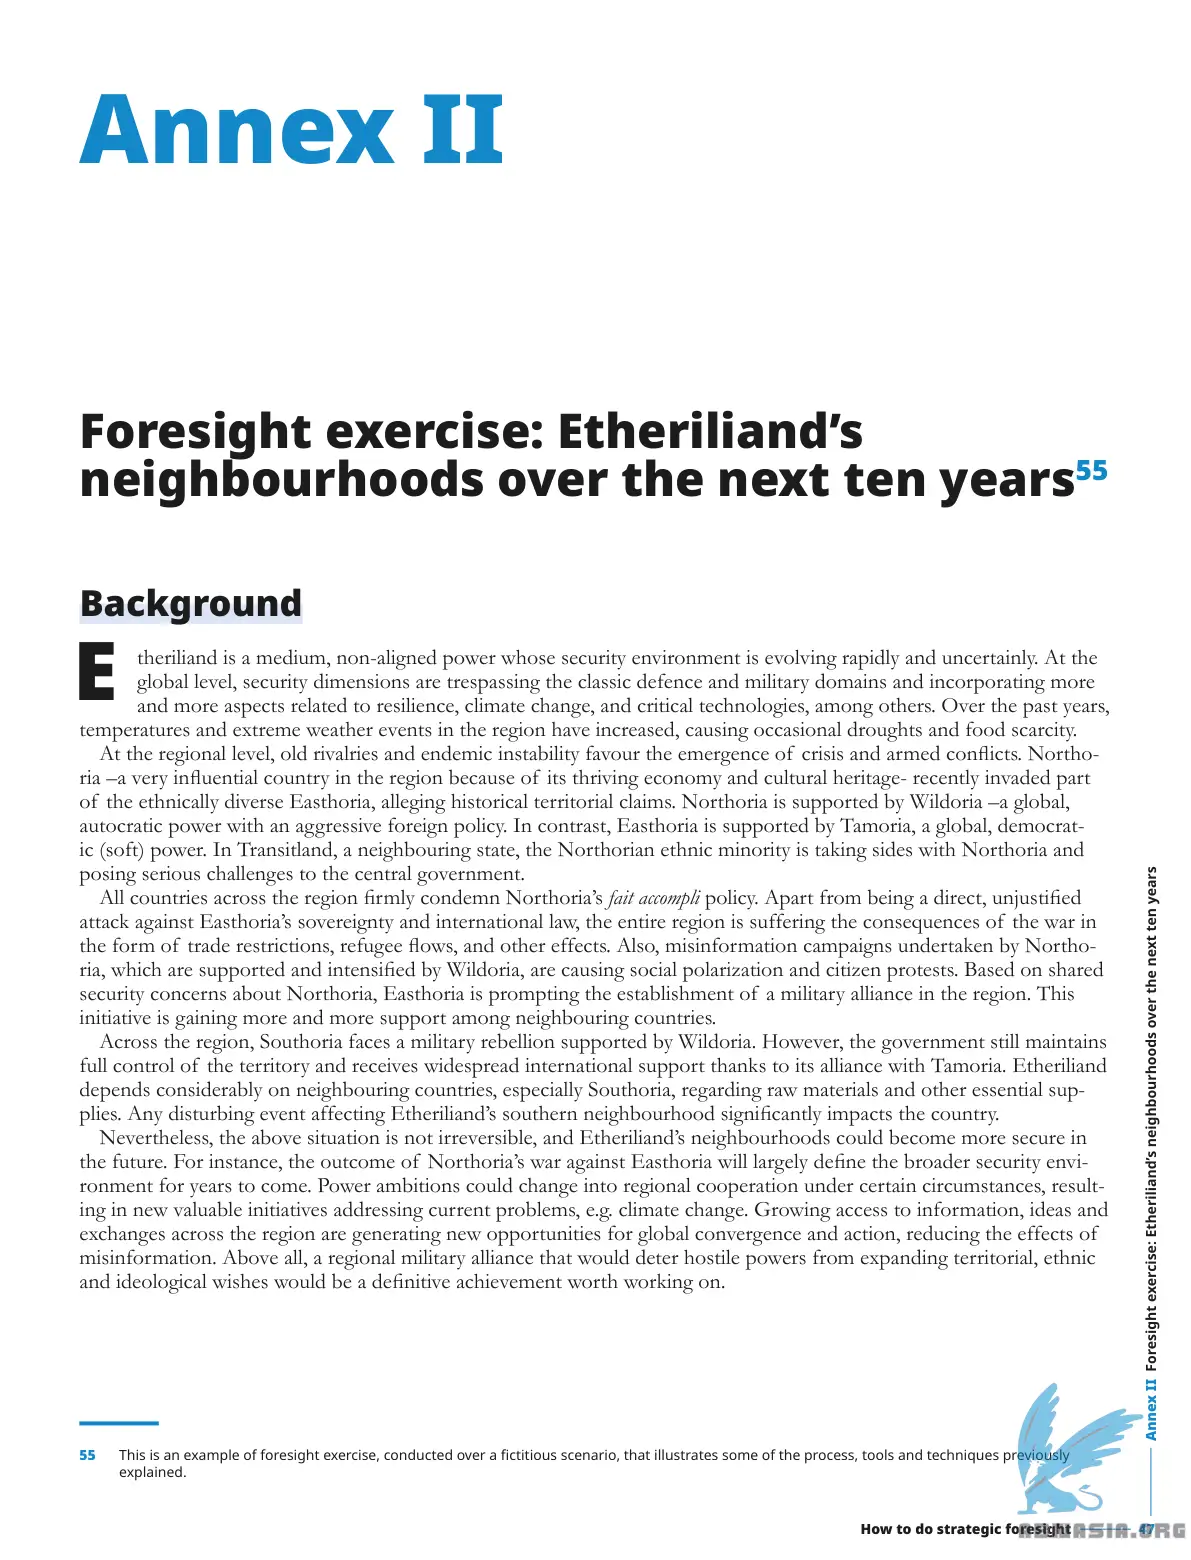 Annex II
Foresight exercise: Etheriliand’s
neighbourhoods over the next ten years55
Background
Etheriliand is a medium, non-aligned power whose security environment is evolving rapidly and uncertainly. At the
global level, security dimensions are trespassing the classic defence and military domains and incorporating more
and more aspects related to resilience, climate change, and critical technologies, among others. Over the past years,
temperatures and extreme weather events in the region have increased, causing occasional droughts and food scarcity.
At the regional level, old rivalries and endemic instability favour the emergence of crisis and armed conflicts. Northo-
ria –a very influential country in the region because of its thriving economy and cultural heritage- recently invaded part
of the ethnically diverse Easthoria, alleging historical territorial claims. Northoria is supported by Wildoria –a global,
autocratic power with an aggressive foreign policy. In contrast, Easthoria is supported by Tamoria, a global, democrat-
ic (soft) power. In Transitland, a neighbouring state, the Northorian ethnic minority is taking sides with Northoria and
posing serious challenges to the central government.
All countries across the region firmly condemn Northoria’s fait accompli policy. Apart from being a direct, unjustified
attack against Easthoria’s sovereignty and international law, the entire region is suffering the consequences of the war in
the form of trade restrictions, refugee flows, and other effects. Also, misinformation campaigns undertaken by Northo-
ria, which are supported and intensified by Wildoria, are causing social polarization and citizen protests. Based on shared
security concerns about Northoria, Easthoria is prompting the establishment of a military alliance in the region. This
initiative is gaining more and more support among neighbouring countries.
Across the region, Southoria faces a military rebellion supported by Wildoria. However, the government still maintains
full control of the territory and receives widespread international support thanks to its alliance with Tamoria. Etheriliand
depends considerably on neighbouring countries, especially Southoria, regarding raw materials and other essential sup-
plies. Any disturbing event affecting Etheriliand’s southern neighbourhood significantly impacts the country.
Nevertheless, the above situation is not irreversible, and Etheriliand’s neighbourhoods could become more secure in
the future. For instance, the outcome of Northoria’s war against Easthoria will largely define the broader security envi-
ronment for years to come. Power ambitions could change into regional cooperation under certain circumstances, result-
ing in new valuable initiatives addressing current problems, e.g. climate change. Growing access to information, ideas and
exchanges across the region are generating new opportunities for global convergence and action, reducing the effects of
misinformation. Above all, a regional military alliance that would deter hostile powers from expanding territorial, ethnic
and ideological wishes would be a definitive achievement worth working on.
55 This is an example of foresight exercise, conducted over a fictitious scenario, that illustrates some of the process, tools and techniques previously
explained.
How to do strategic foresight 47
Annex II Foresight exercise: Etheriliand’s neighbourhoods over the next ten years